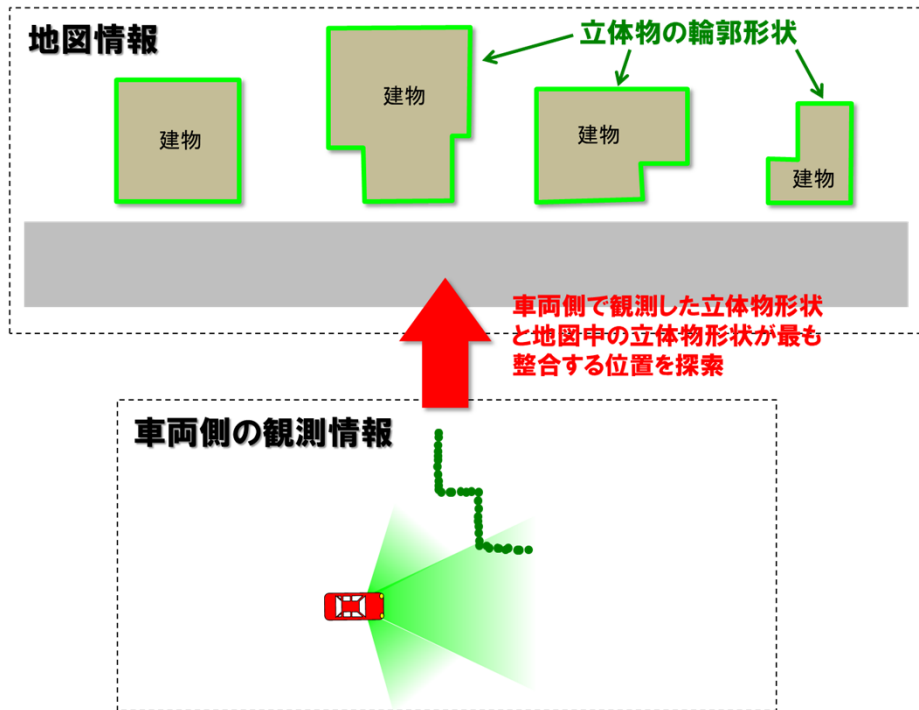 地図情報
立体物の輪郭形状
建物
建物
建物
建物
車両側で観測した立体物形状
と地図中の立体物形状が最も
整合する位置を探索
車両側の観測情報